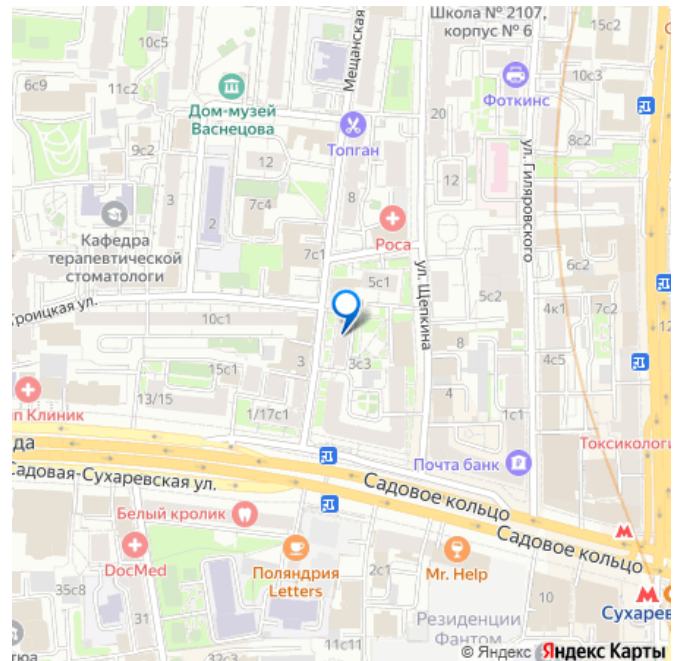 Школа № 2107,
корпус № 6
15с2
10с5
Мещанская
6с9
11с2
10с3
Фоткинс
Дом-музей
Васнецова
20
Топган
8с2
9с2
12
ул. Гиляровского
3
2
7с4
8
12
Кафедра
терапевтической
стоматологи
Роса
7с1
6с2
5с1
ул. Щепкина
5с2
Троицкая ул.
10с1
4к1
7с2
12
8
3
3с3
4с5
15с1
4
13/15
1/17с1
1с1
п Клиник
Токсикологи
да
Почта банк
Садовая-Сухаревская ул.
Садовое кольцо
Садовое кольцо
Белый кролик
DocMed
Поляндрия
Letters
2с1
Mr. Help
35с8
10
31
Резиденции
Фантом
Сухарев
11с11
32с3
© Яндекс Яндекс Карты